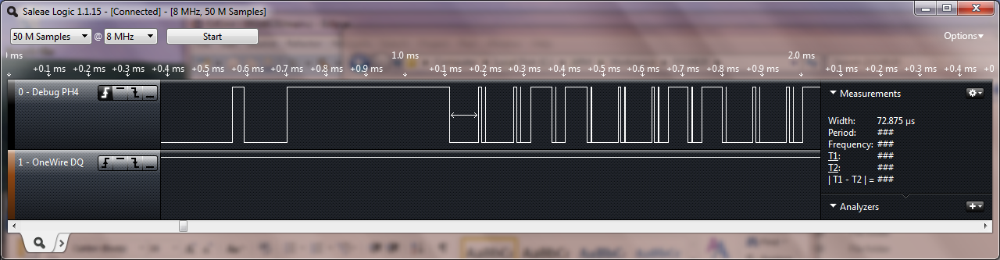 Saleae Logic 1.1.15 - [Connected] - [8 MHz, 50 M Samples]
50 M Samples @ 8 MHz Start Options
ms 1.0 ms 2.0 ms
+0.1 ms +0.2 ms +0.3 ms +0.4 ms +0.5 ms +0.6 ms +0.7 ms +0.8 ms +0.9 ms +0.1 ms +0.2 ms +0.3 ms +0.4 ms +0.5 ms +0.6 ms +0.7 ms +0.8 ms +0.9 ms +0.1 ms +0.2 ms +0.3 ms +0.4 ms
0 - Debug PH4
Measurements
Width: 72.875 µs
Period: ###
Frequency: ###
T1: ###
T2: ###
| T1 - T2 | = ###
1 - OneWire DQ
Analyzers